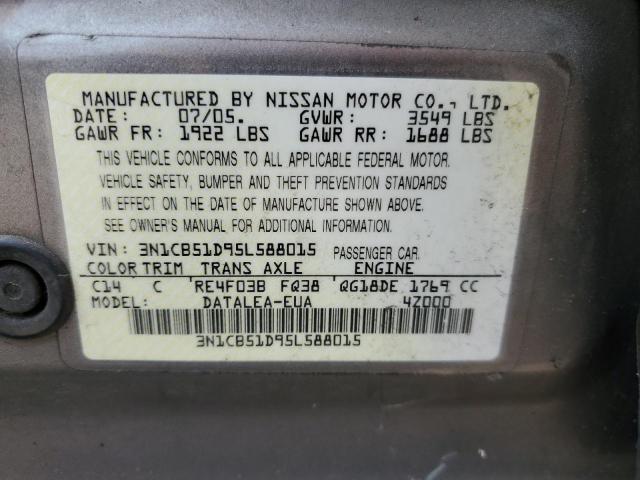 MANUFACTURED BY NISSAN MOTOR CO., LTD.
DATE: 07/05. GVWR: 3549 LBS
GAWR FR: 1922 LBS GAWR RR: 1688 LBS
THIS VEHICLE CONFORMS TO ALL APPLICABLE FEDERAL MOTOR.
VEHICLE SAFETY, BUMPER AND THEFT PREVENTION STANDARDS
IN EFFECT ON THE DATE OF MANUFACTURE SHOWN ABOVE.
SEE OWNER'S MANUAL FOR ADDITIONAL INFORMATION.
VIN: 3N1CB51D95L588015 PASSENGER CAR.
COLOR TRIM TRANS AXLE ENGINE
C14 C RE4F03B FQ38 QG18DE 1769 CC
MODEL: DATALEA-EUA 4Z000
3N1CB51D95L588015